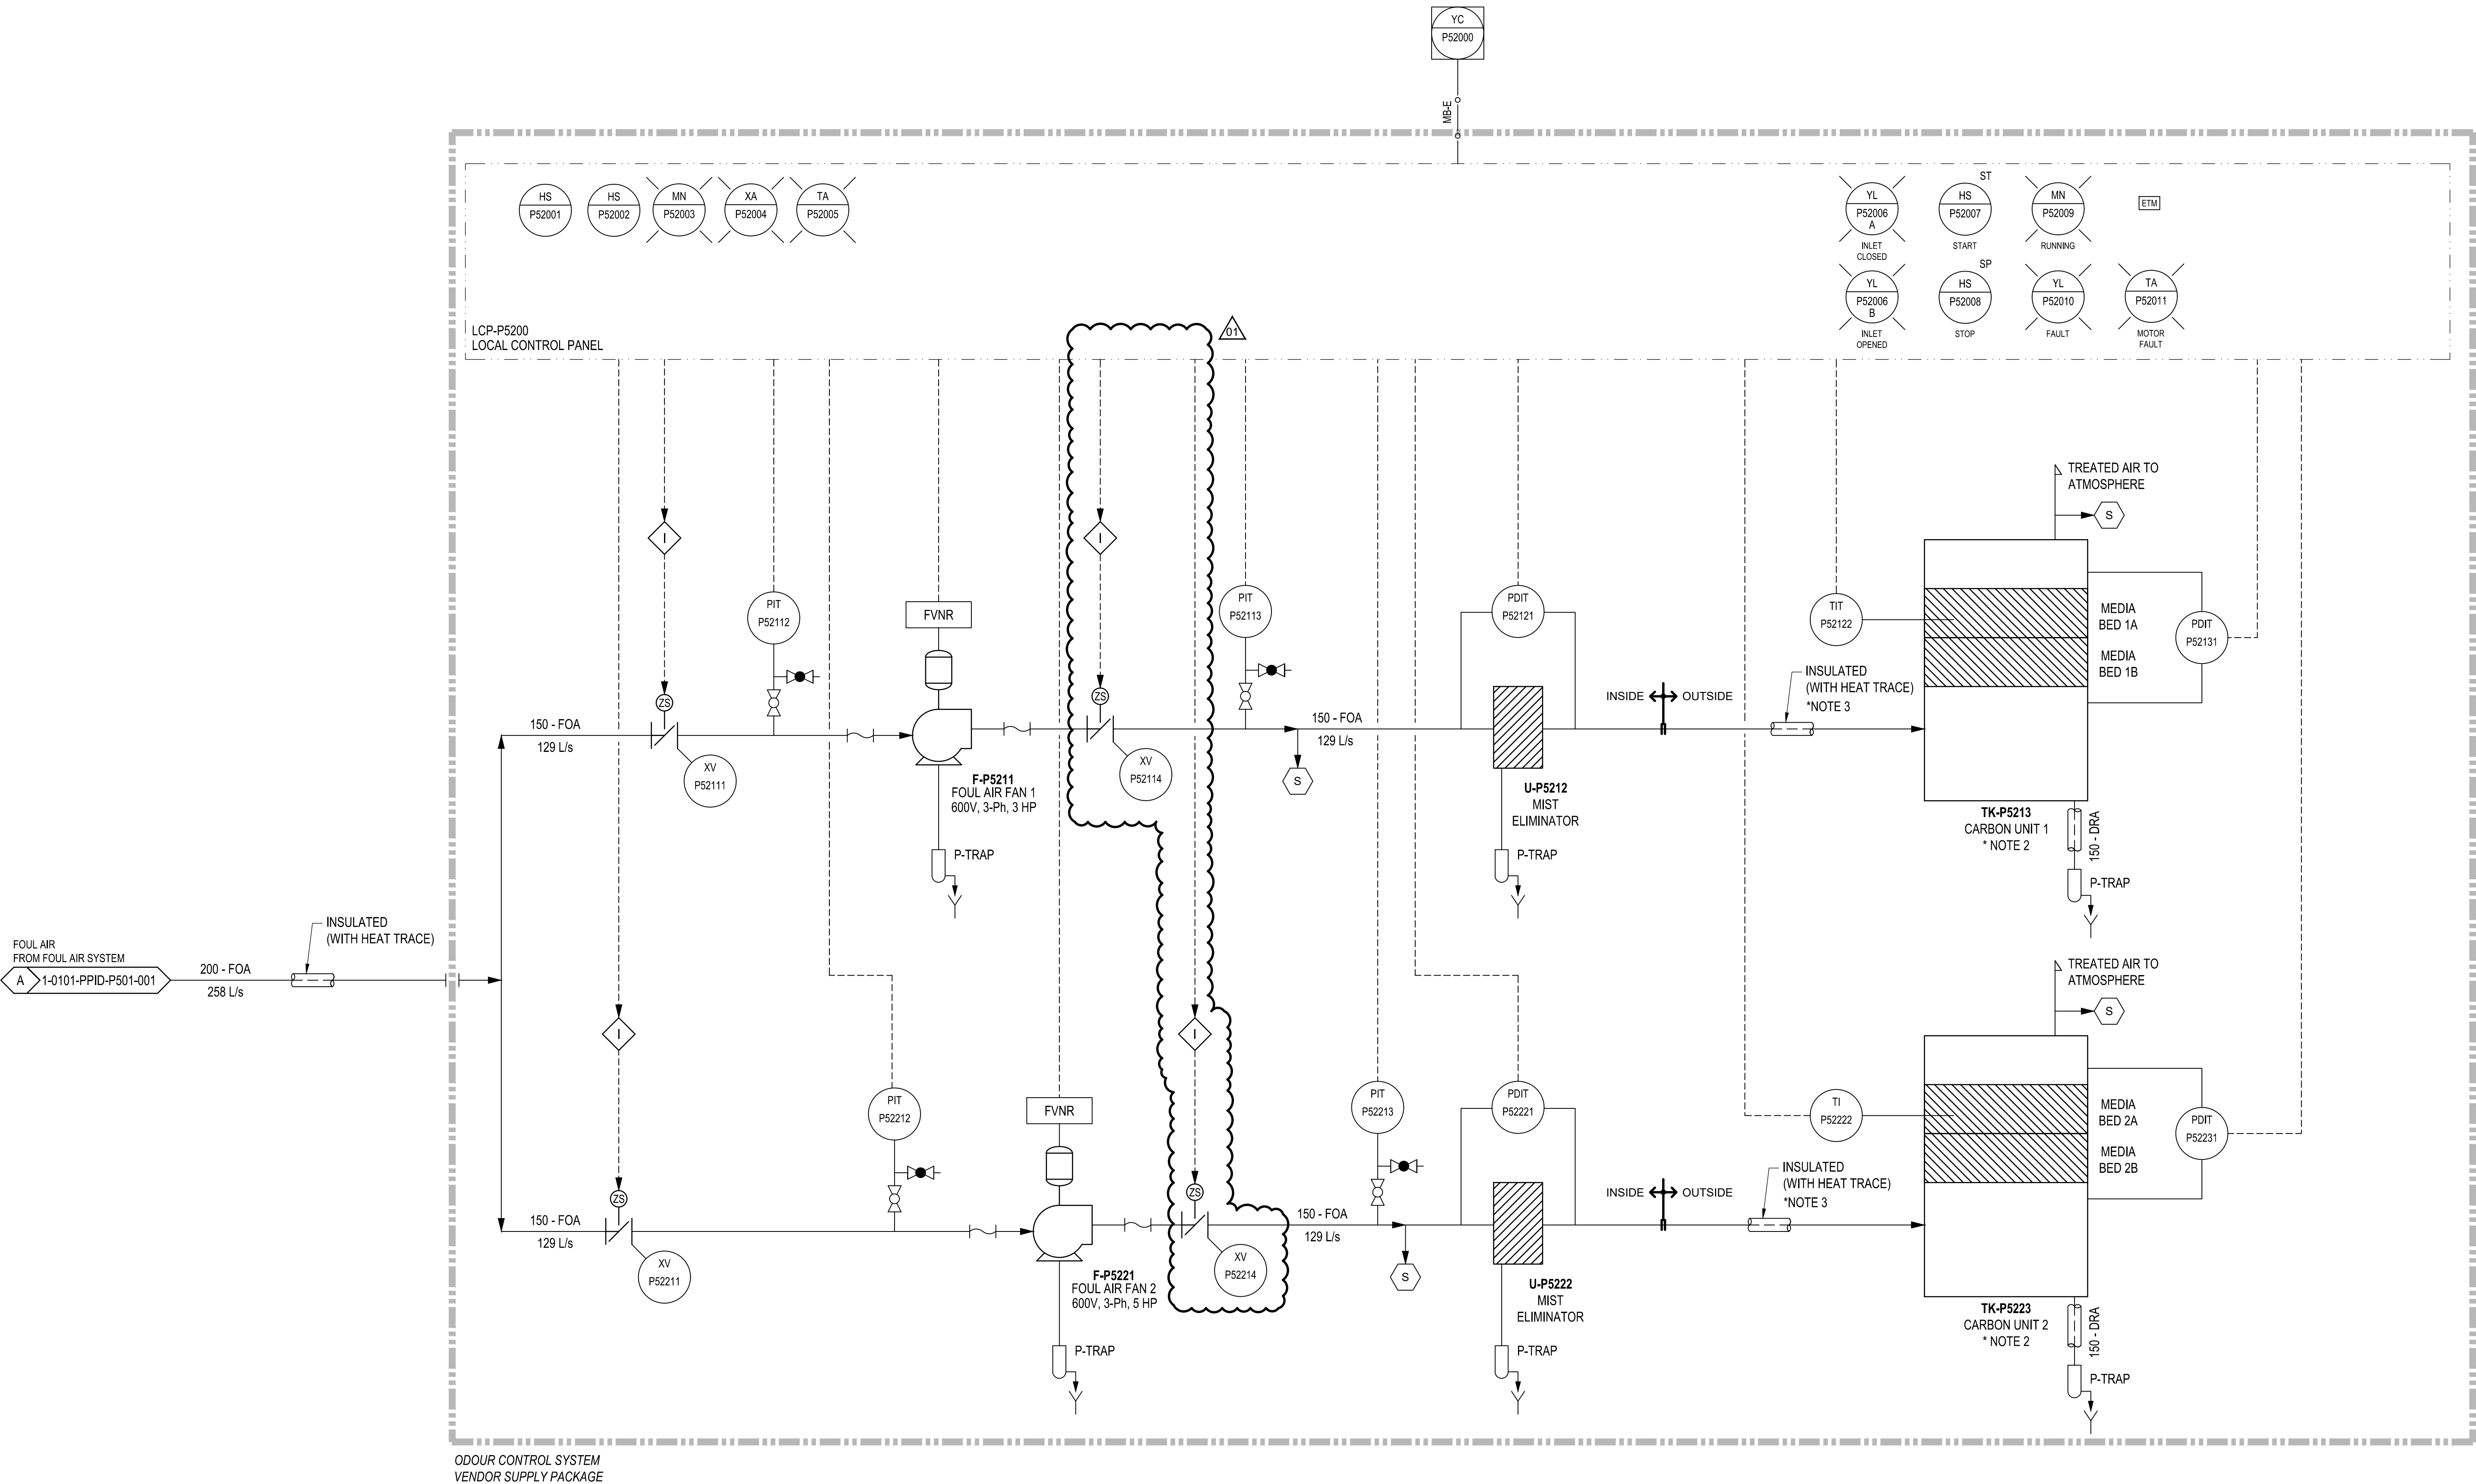 YC
P52000
MB-E
HS
P52001
HS
P52002
MN
P52003
XA
P52004
TA
P52005
YL
P52006
A
INLET
CLOSED
ST
HS
P52007
START
MN
P52009
RUNNING
ETM
YL
P52006
B
INLET
OPENED
SP
HS
P52008
STOP
YL
P52010
FAULT
TA
P52011
MOTOR
FAULT
LCP-P5200
LOCAL CONTROL PANEL
01
TREATED AIR TO
ATMOSPHERE
S
I
I
PIT
P52112
FVNR
PIT
P52113
PDIT
P52121
TIT
P52122
MEDIA
BED 1A
MEDIA
BED 1B
PDIT
P52131
ZS
ZS
INSIDE
OUTSIDE
INSULATED
(WITH HEAT TRACE)
*NOTE 3
150 - FOA
129 L/s
XV
P52111
F-P5211
FOUL AIR FAN 1
600V, 3-Ph, 3 HP
XV
P52114
150 - FOA
129 L/s
S
U-P5212
MIST
ELIMINATOR
TK-P5213
CARBON UNIT 1
* NOTE 2
150 - DRA
P-TRAP
P-TRAP
P-TRAP
FOUL AIR
FROM FOUL AIR SYSTEM
A
1-0101-PPID-P501-001
200 - FOA
258 L/s
INSULATED
(WITH HEAT TRACE)
TREATED AIR TO
ATMOSPHERE
S
I
I
PIT
P52212
FVNR
PIT
P52213
PDIT
P52221
TI
P52222
MEDIA
BED 2A
MEDIA
BED 2B
PDIT
P52231
ZS
ZS
INSIDE
OUTSIDE
INSULATED
(WITH HEAT TRACE)
*NOTE 3
150 - FOA
129 L/s
XV
P52211
F-P5221
FOUL AIR FAN 2
600V, 3-Ph, 5 HP
XV
P52214
150 - FOA
129 L/s
S
U-P5222
MIST
ELIMINATOR
TK-P5223
CARBON UNIT 2
* NOTE 2
150 - DRA
P-TRAP
P-TRAP
P-TRAP
ODOUR CONTROL SYSTEM
VENDOR SUPPLY PACKAGE